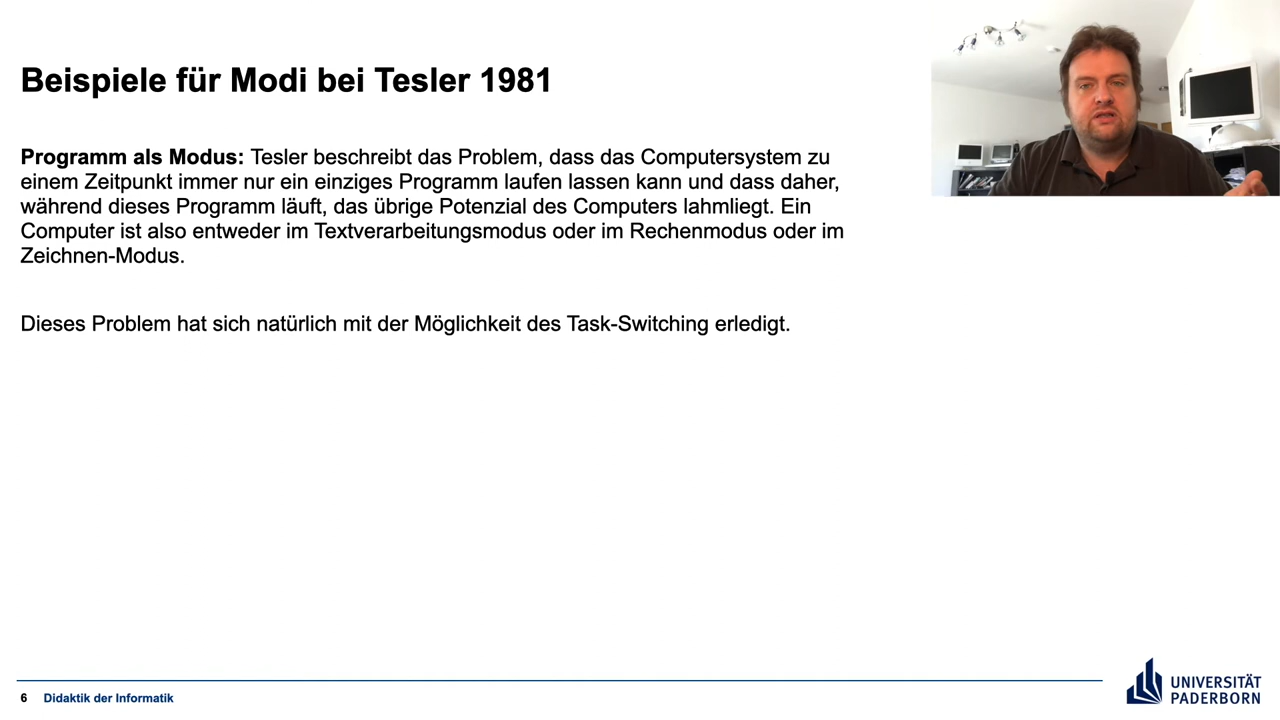 Beispiele für Modi bei Tesler 1981
Programm als Modus: Tesler beschreibt das Problem, dass das Computersystem zu
einem Zeitpunkt immer nur ein einziges Programm laufen lassen kann und dass daher,
während dieses Programm läuft, das übrige Potenzial des Computers lahmliegt. Ein
Computer ist also entweder im Textverarbeitungsmodus oder im Rechenmodus oder im
Zeichnen-Modus.
Dieses Problem hat sich natürlich mit der Möglichkeit des Task-Switching erledigt.
6 Didaktik der Informatik
UNIVERSITÄT
PADERBORN